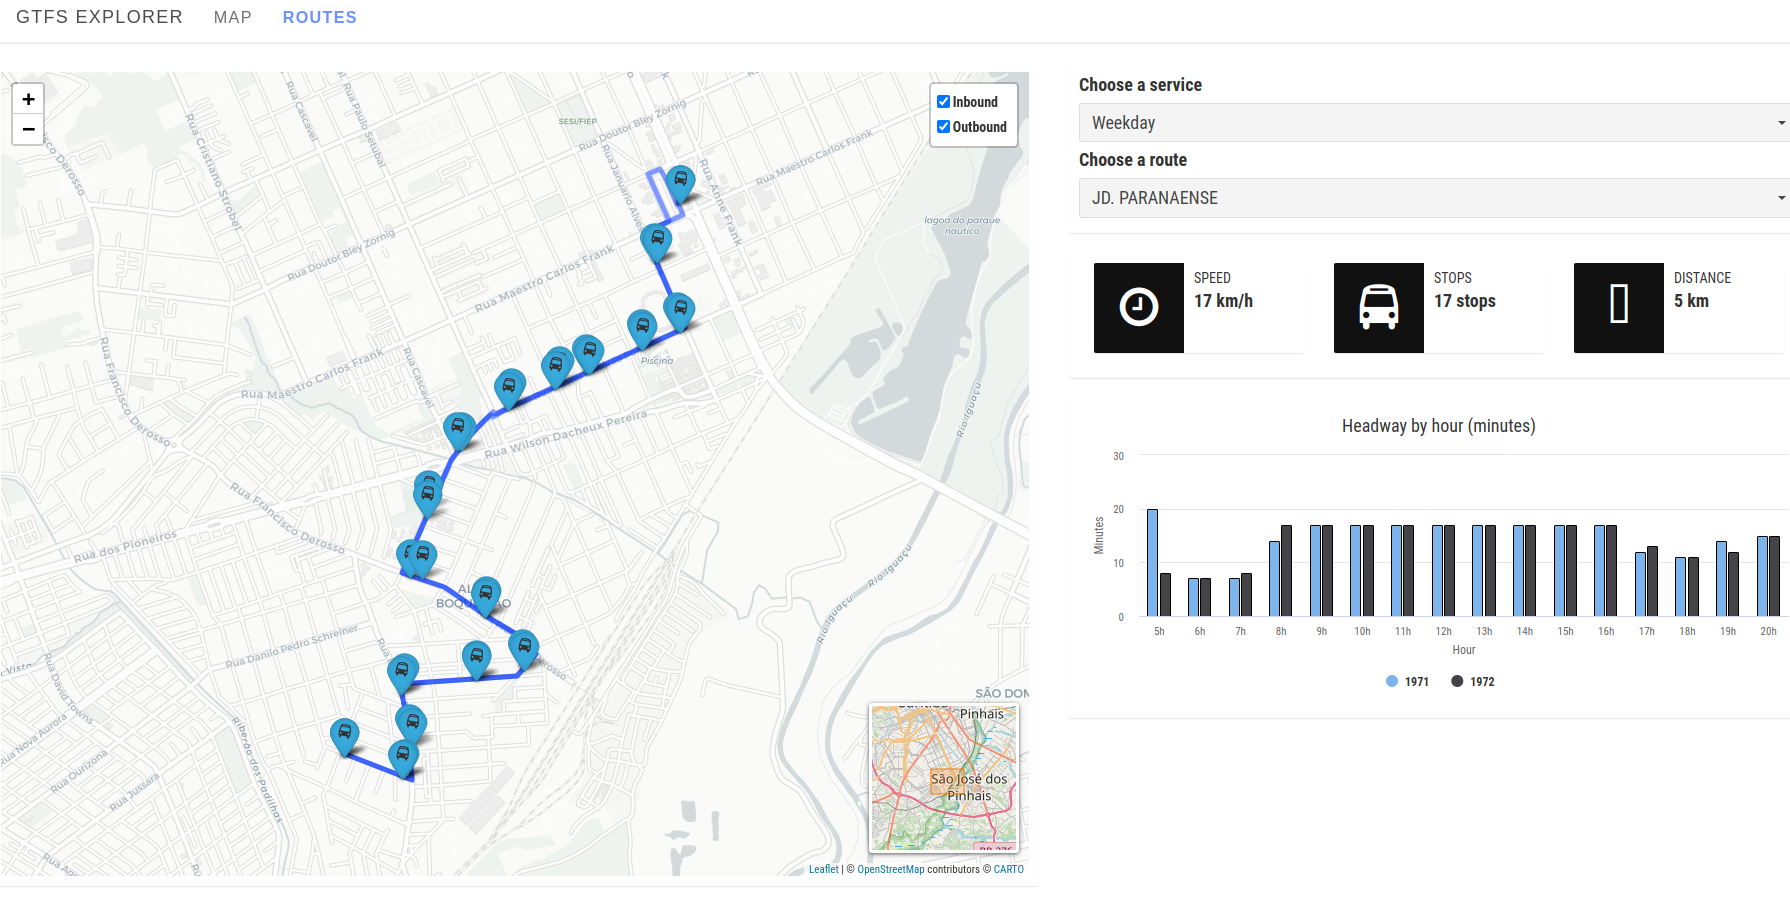 GTFS EXPLORER MAP ROUTES
+
−
Inbound
Outbound
Rua Cristiano Strobel
Rua Cascavel
Rua Paulo Setubal
SESI/FIEP
Rua Doutor Bley Zornig
Rua Januario Alves
Rua Anne Frank
Rua Maestro Carlos Frank
lagoa do parque
nautico
Rua Doutor Bley Zornig
Rua Maestro Carlos Frank
Piscina
Rua Francisco Derosso
Rua Maestro Carlos Frank
Rua Cascavel
Rua Wilson Dacheux Pereira
Rio Iguaçu
Rua Francisco Derosso
Rua dos Pioneiros
Rio Iguaçu
Rio Iguaçu
Rua Danilo Pedro Schreiner
Vista
Rua David Towns
Rua Nova Aurora
Rua Ourizona
Rua Jussara
Ribeirão dos Padilhas
SÃO DOM
Pinhais
São José dos
Pinhais
Leaflet | © OpenStreetMap contributors © CARTO
Choose a service
Weekday
Choose a route
JD. PARANAENSE
SPEED
17 km/h
STOPS
17 stops
DISTANCE
5 km
Headway by hour (minutes)
30
20
10
0
Minutes
5h 6h 7h 8h 9h 10h 11h 12h 13h 14h 15h 16h 17h 18h 19h 20h
Hour
1971 1972